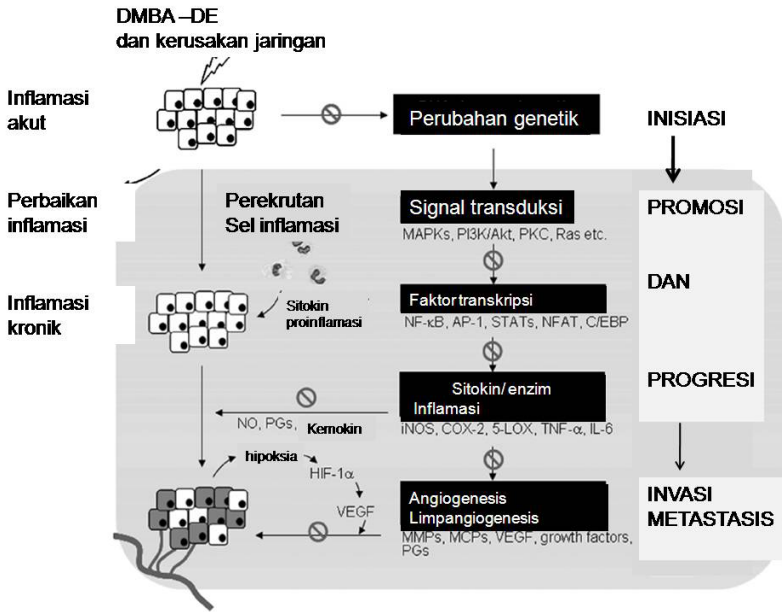 DMBA –DE
dan kerusakan jaringan
Inflamasi
akut
Perubahan genetik
INISIASI
Perbaikan
inflamasi
Perekrutan
Sel inflamasi
Signal transduksi
MAPKs, PI3K/Akt, PKC, Ras etc.
PROMOSI
DAN
Inflamasi
kronik
Sitokin
proinflamasi
Faktor transkripsi
NF-κB, AP-1, STATs, NFAT, C/EBP
PROGRESI
Sitokin/ enzim
Inflamasi
iNOS, COX-2, 5-LOX, TNF-α, IL-6
NO, PGs, Kemokin
hipoksia
HIF-1α
VEGF
Angiogenesis
Limpangiogenesis
MMPs, MCPs, VEGF, growth factors,
PGs
INVASI
METASTASIS